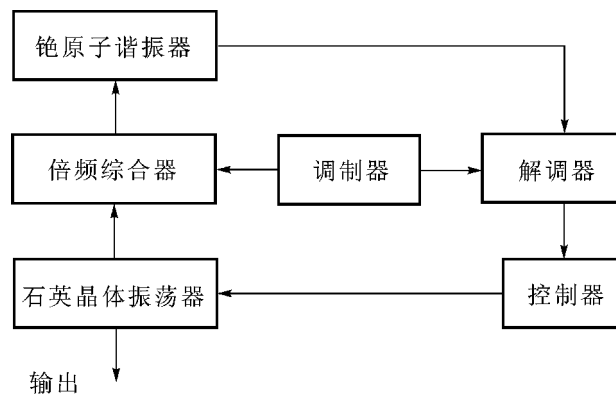 铯原子谐振器
倍频综合器
调制器
解调器
石英晶体振荡器
控制器
输出